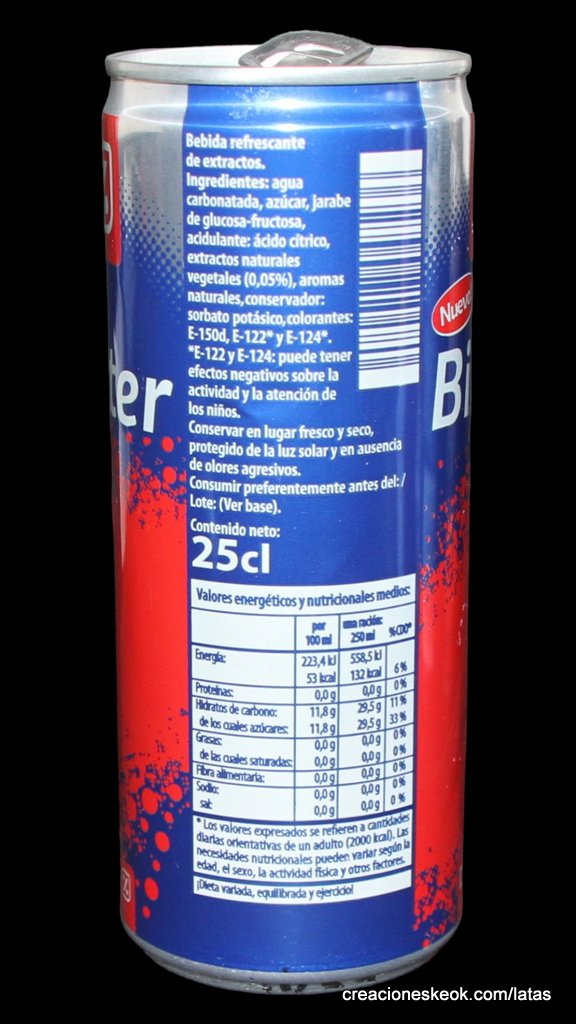 Bebida refrescante
de extractos.
Ingredientes: agua
carbonatada, azúcar, Jarabe
de glucosa-fructosa,
acidulante: ácido cítrico,
extractos naturales
vegetales (0,05%), aromas
naturales, conservador:
sorbato potásico, colorantes:
E-150d, E-122* y E-124*.
*E-122 y E-124: puede tener
efectos negativos sobre la
actividad y la atención de
los niños.
Conservar en lugar fresco y seco,
protegido de la luz solar y en ausencia
de olores agresivos.
Consumir preferentemente antes del: /
Lote: (Ver base).
Contenido neto:
25cl
Valores energéticos y nutricionales medios:
por una ración:
100 ml 250 ml %CDO*
Energía: 223,4 kJ 558,5 kJ
53 kcal 132 kcal 6 %
Proteínas: 0,0 g 0,0 g 0 %
Hidratos de carbono: 11,8 g 29,5 g 11 %
de los cuales azúcares: 11,8 g 29,5 g 33 %
Grasas: 0,0 g 0,0 g 0 %
de las cuales saturadas: 0,0 g 0,0 g 0 %
Fibra alimentaria: 0,0 g 0,0 g 0 %
Sodio: 0,0 g 0,0 g 0 %
sal: 0,0 g 0,0 g 0 %
* Los valores expresados se refieren a cantidades
diarias orientativas de un adulto (2000 kcal). Las
necesidades nutricionales pueden variar según la
edad, el sexo, la actividad física y otros factores.
¡Dieta variada, equilibrada y ejercicio!
ter
Nuevo
Bi
creacioneskeok.com/latas